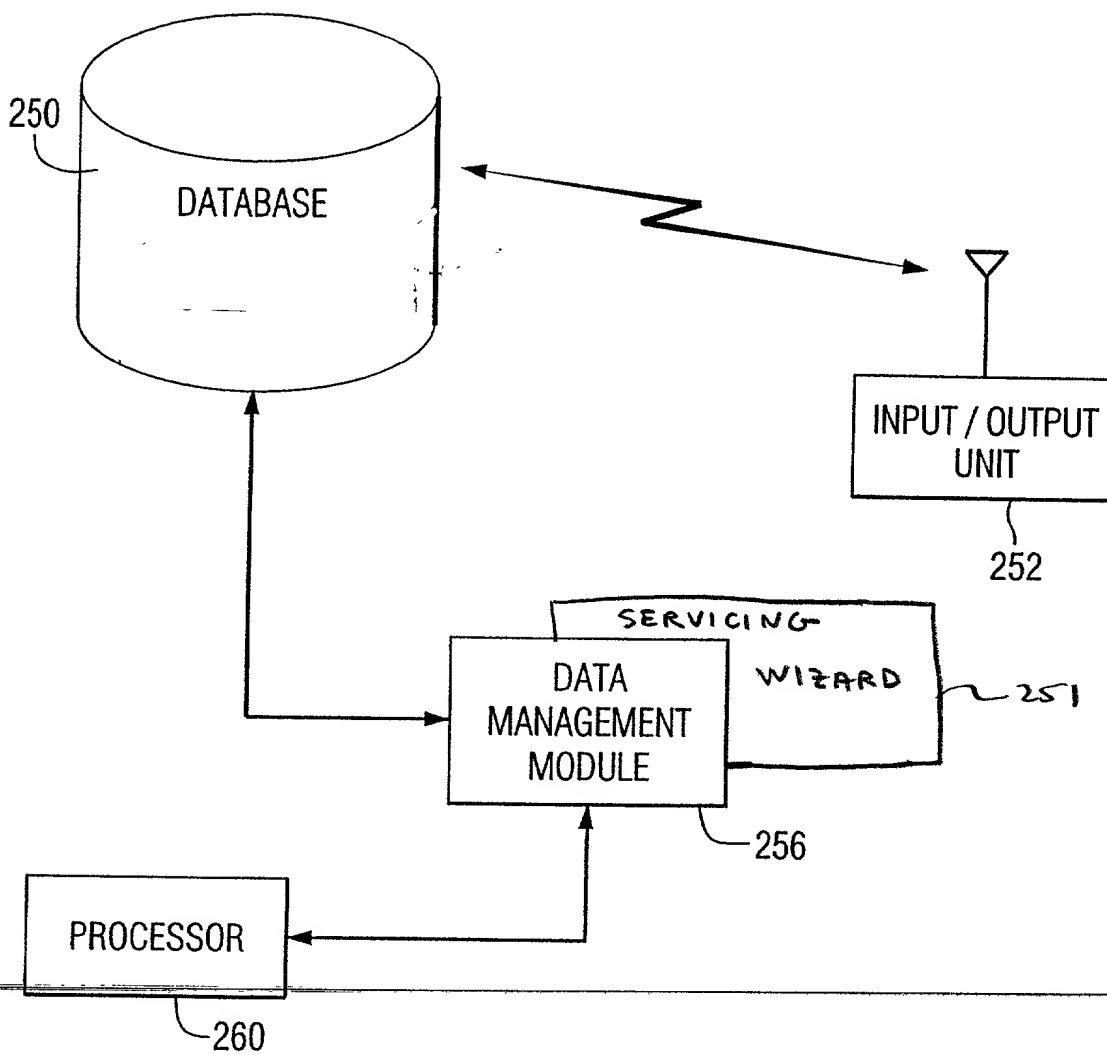 250
DATABASE
INPUT / OUTPUT
UNIT
252
SERVICING
WIZARD
251
DATA
MANAGEMENT
MODULE
256
PROCESSOR
260